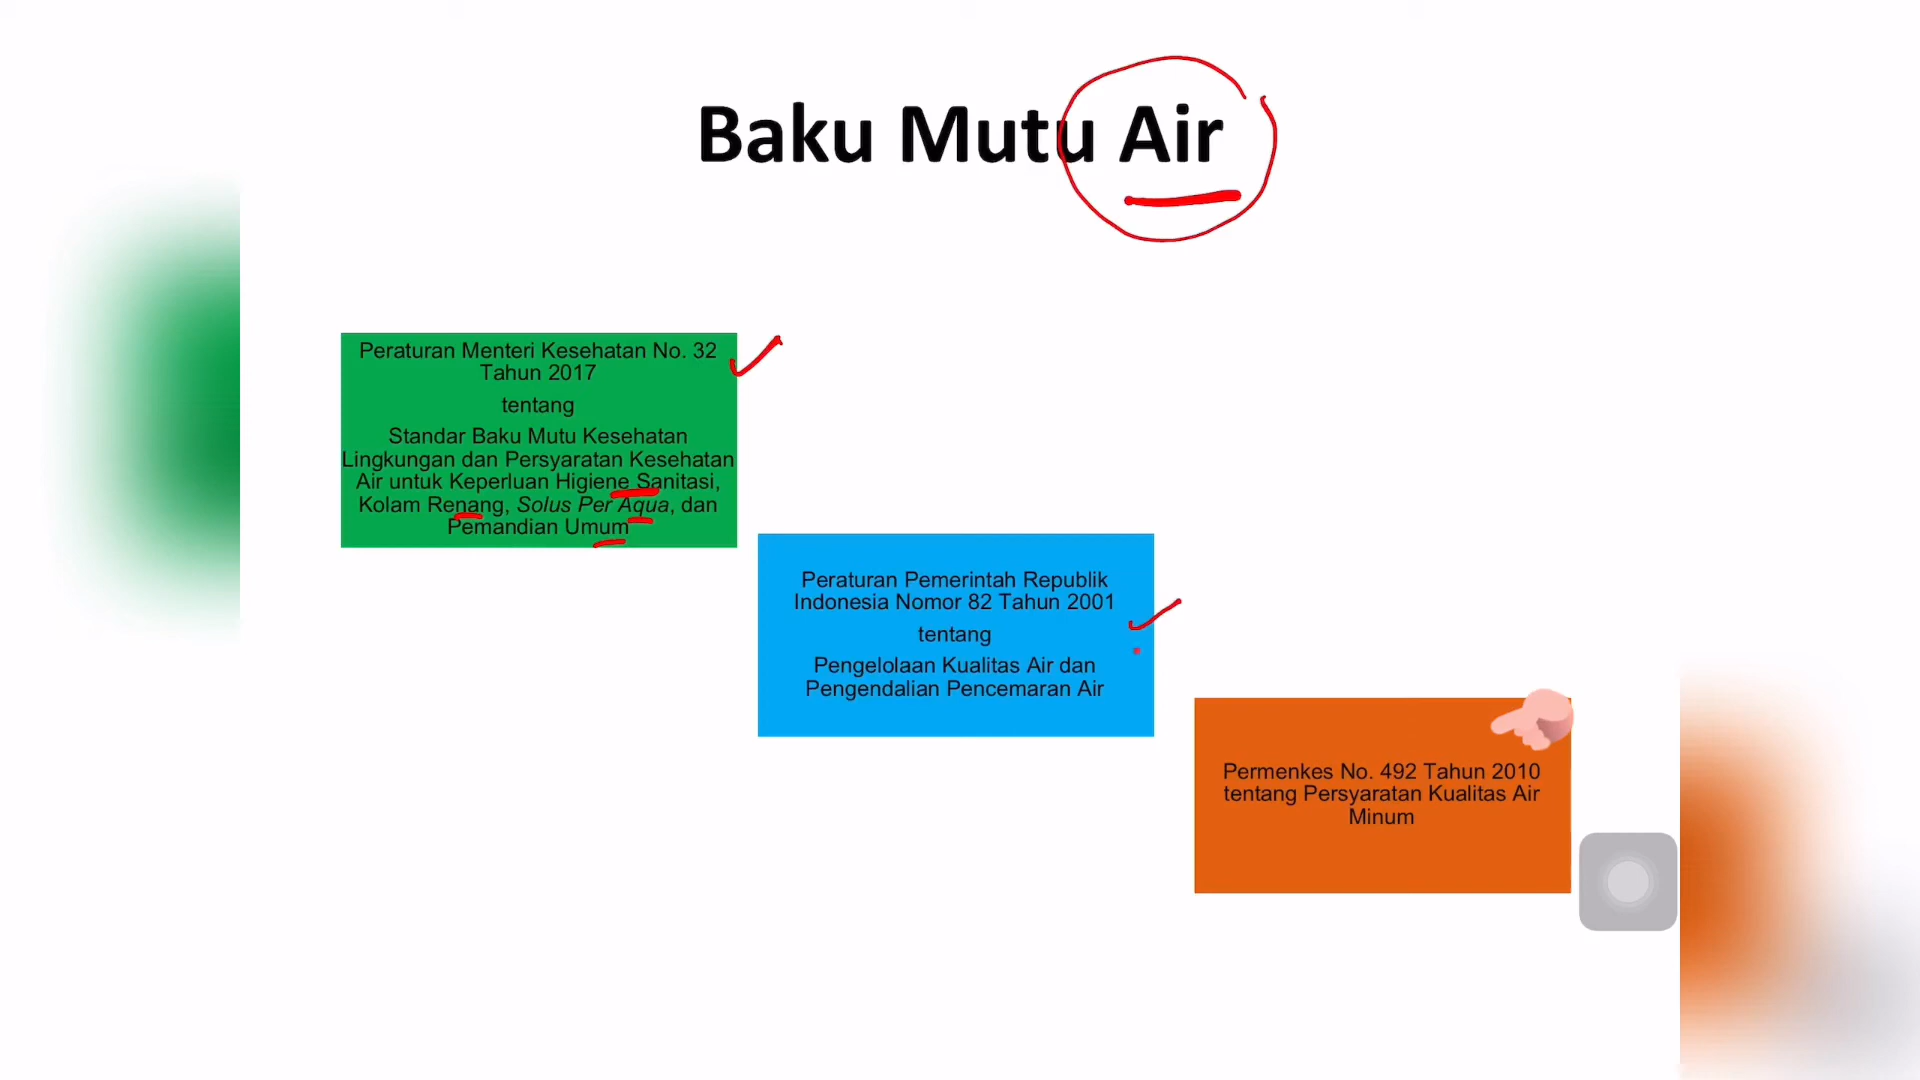 Baku Mutu Air
Peraturan Menteri Kesehatan No. 32
Tahun 2017
tentang
Standar Baku Mutu Kesehatan
Lingkungan dan Persyaratan Kesehatan
Air untuk Keperluan Higiene Sanitasi,
Kolam Renang, Solus Per Aqua, dan
Pemandian Umum
Peraturan Pemerintah Republik
Indonesia Nomor 82 Tahun 2001
tentang
Pengelolaan Kualitas Air dan
Pengendalian Pencemaran Air
Permenkes No. 492 Tahun 2010
tentang Persyaratan Kualitas Air
Minum